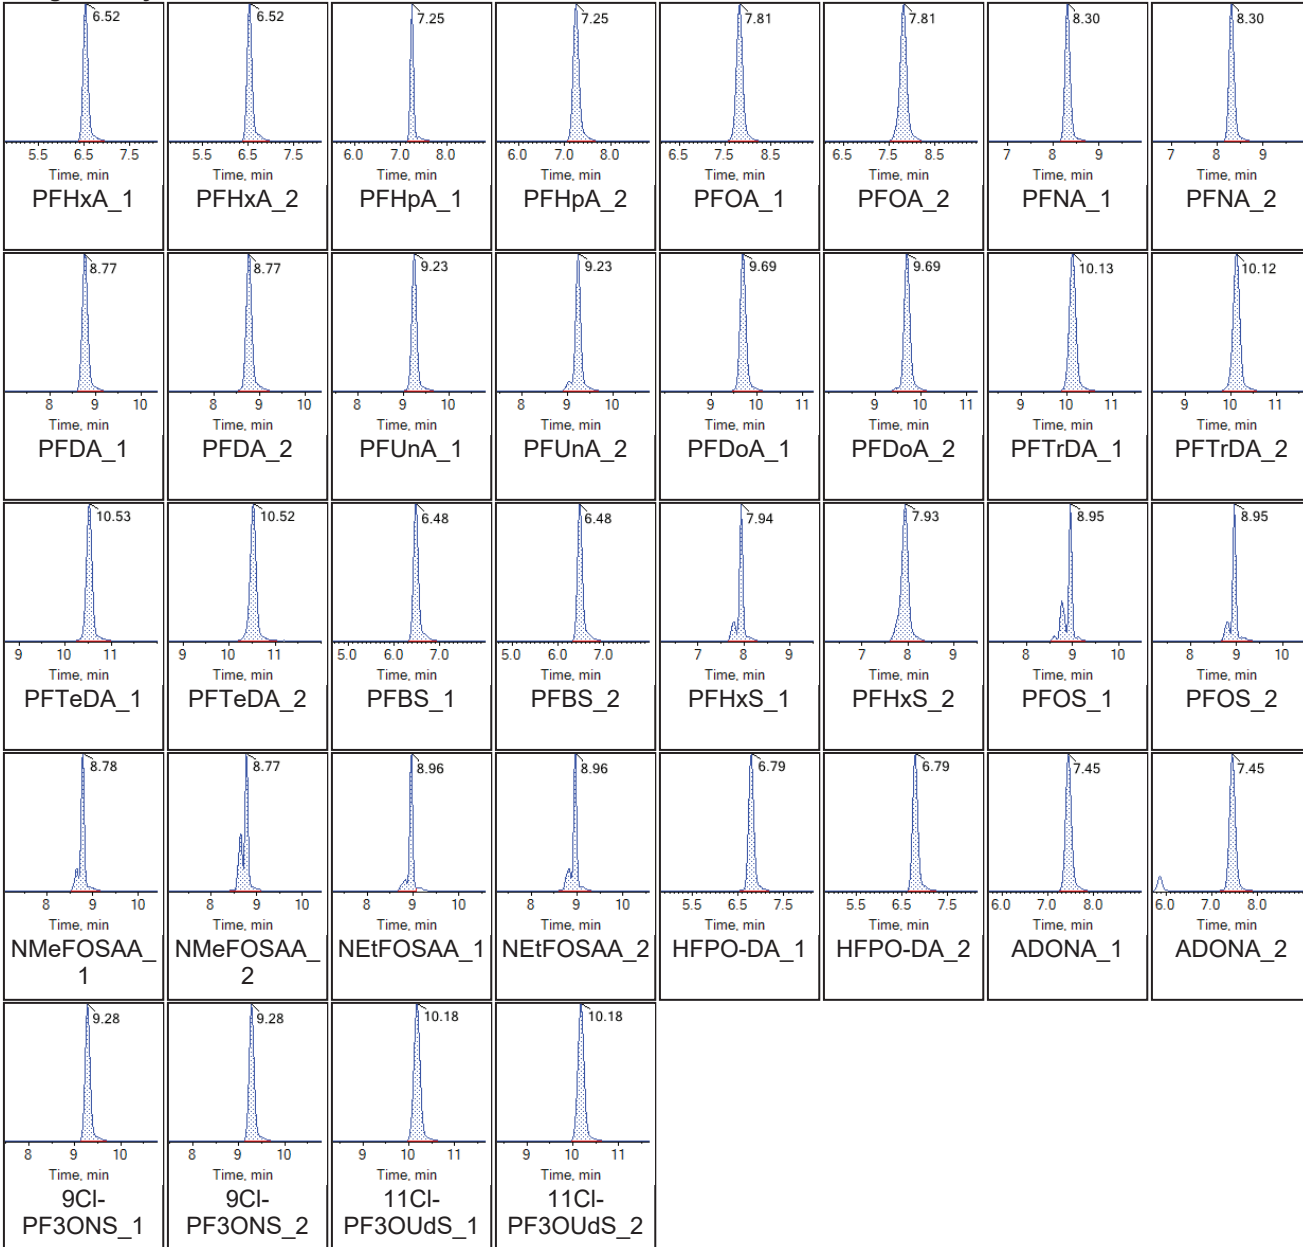 6.52 6.52 7.25 7.25 7.81 7.81 8.30 8.30
5.5 6.5 7.5 5.5 6.5 7.5 6.0 7.0 8.0 6.0 7.0 8.0 6.5 7.5 8.5 6.5 7.5 8.5 7 8 9 7 8 9
Time, min Time, min Time, min Time, min Time, min Time, min Time, min Time, min
PFHxA_1 PFHxA_2 PFHpA_1 PFHpA_2 PFOA_1 PFOA_2 PFNA_1 PFNA_2
8.77 8.77 9.23 9.23 9.69 9.69 10.13 10.12
8 9 10 8 9 10 8 9 10 8 9 10 9 10 11 9 10 11 9 10 11 9 10 11
Time, min Time, min Time, min Time, min Time, min Time, min Time, min Time, min
PFDA_1 PFDA_2 PFUnA_1 PFUnA_2 PFDoA_1 PFDoA_2 PFTrDA_1 PFTrDA_2
10.53 10.52 6.48 6.48 7.94 7.93 8.95 8.95
9 10 11 9 10 11 5.0 6.0 7.0 5.0 6.0 7.0 7 8 9 7 8 9 8 9 10 8 9 10
Time, min Time, min Time, min Time, min Time, min Time, min Time, min Time, min
PFTeDA_1 PFTeDA_2 PFBS_1 PFBS_2 PFHxS_1 PFHxS_2 PFOS_1 PFOS_2
8.78 8.77 8.96 8.96 6.79 6.79 7.45 7.45
8 9 10 8 9 10 8 9 10 8 9 10 5.5 6.5 7.5 5.5 6.5 7.5 6.0 7.0 8.0 6.0 7.0 8.0
Time, min Time, min Time, min Time, min Time, min Time, min Time, min Time, min
NMeFOSAA_ NMeFOSAA_ NEtFOSAA_1 NEtFOSAA_2 HFPO-DA_1 HFPO-DA_2 ADONA_1 ADONA_2
1 2
9.28 9.28 10.18 10.18
8 9 10 8 9 10 9 10 11 9 10 11
Time, min Time, min Time, min Time, min
9Cl- 9Cl- 11Cl- 11Cl-
PF3ONS_1 PF3ONS_2 PF3OUdS_1 PF3OUdS_2